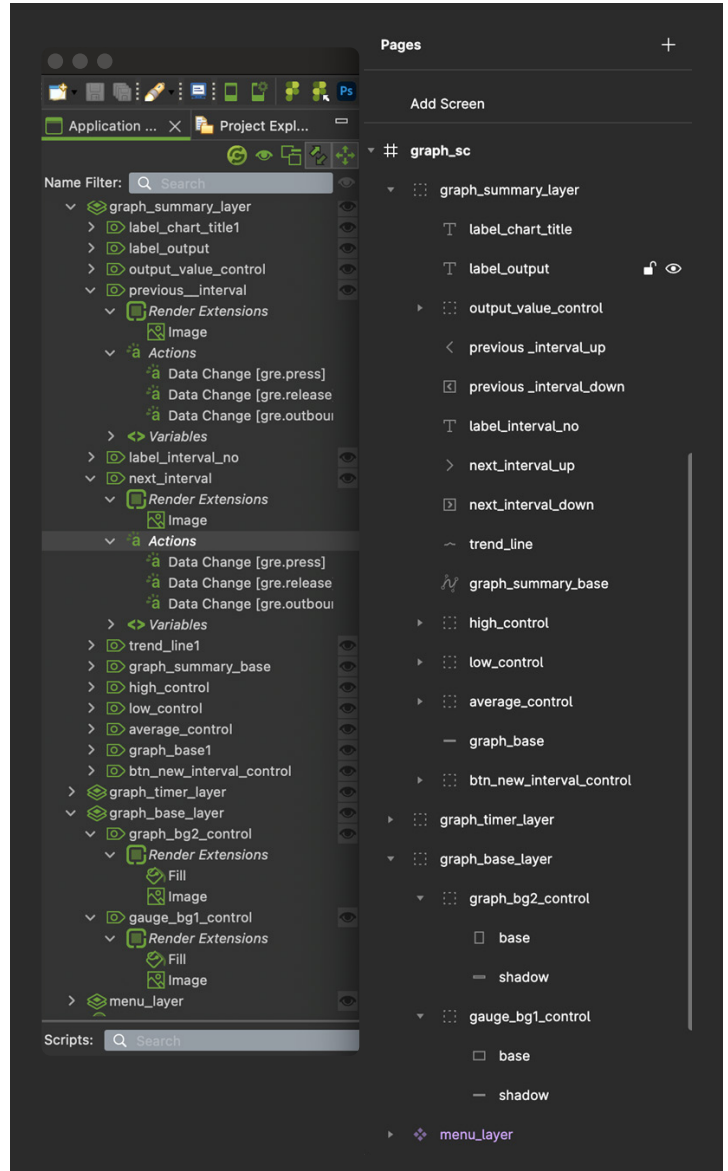 Ps
Application ...
Project Expl...
Name Filter:
Search
graph_summary_layer
label_chart_title1
label_output
output_value_control
previous__interval
Render Extensions
Image
Actions
Data Change [gre.press]
Data Change [gre.release
Data Change [gre.outbou
Variables
label_interval_no
next_interval
Render Extensions
Image
Actions
Data Change [gre.press]
Data Change [gre.release
Data Change [gre.outbou
Variables
trend_line1
graph_summary_base
high_control
low_control
average_control
graph_base1
btn_new_interval_control
graph_timer_layer
graph_base_layer
graph_bg2_control
Render Extensions
Fill
Image
gauge_bg1_control
Render Extensions
Fill
Image
menu_layer
Scripts:
Search
Pages
Add Screen
graph_sc
graph_summary_layer
label_chart_title
label_output
output_value_control
previous _interval_up
previous _interval_down
label_interval_no
next_interval_up
next_interval_down
trend_line
graph_summary_base
high_control
low_control
average_control
graph_base
btn_new_interval_control
graph_timer_layer
graph_base_layer
graph_bg2_control
base
shadow
gauge_bg1_control
base
shadow
menu_layer